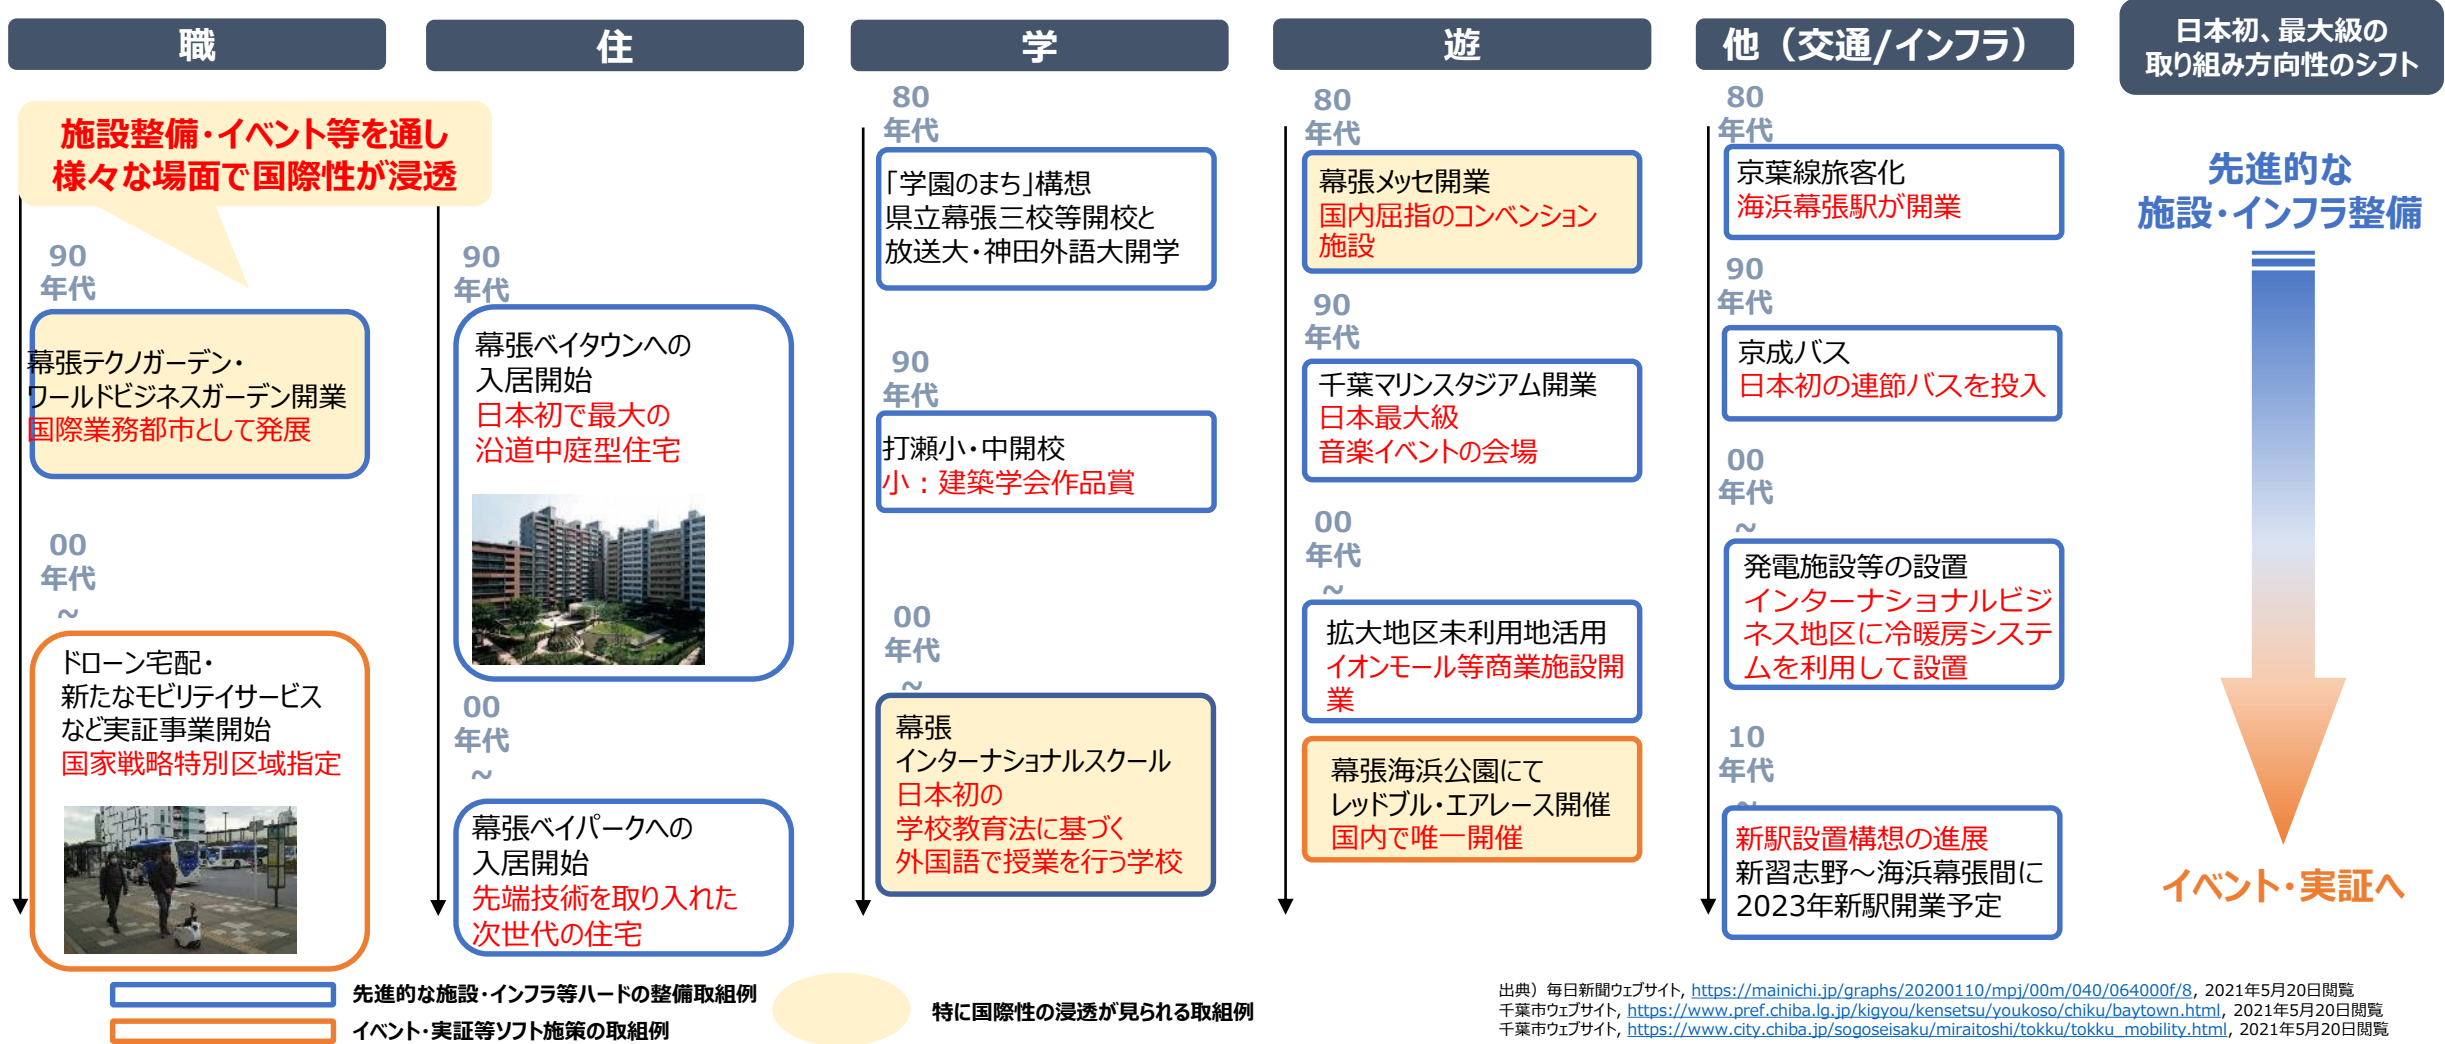 職
住
学
遊
他（交通/インフラ）
日本初、最大級の
取り組み方向性のシフト
施設整備・イベント等を通し
様々な場面で国際性が浸透
90
年代
幕張テクノガーデン・
ワールドビジネスガーデン開業
国際業務都市として発展
00
年代
~
ドローン宅配・
新たなモビリテイサービス
など実証事業開始
国家戦略特別区域指定
90
年代
幕張ベイタウンへの
入居開始
日本初で最大の
沿道中庭型住宅
00
年代
~
幕張ベイパークへの
入居開始
先端技術を取り入れた
次世代の住宅
80
年代
「学園のまち」構想
県立幕張三校等開校と
放送大・神田外語大開学
90
年代
打瀬小・中開校
小：建築学会作品賞
00
年代
~
幕張
インターナショナルスクール
日本初の
学校教育法に基づく
外国語で授業を行う学校
80
年代
幕張メッセ開業
国内屈指のコンベンション
施設
90
年代
千葉マリンスタジアム開業
日本最大級
音楽イベントの会場
00
年代
~
拡大地区未利用地活用
イオンモール等商業施設開
業
幕張海浜公園にて
レッドブル・エアレース開催
国内で唯一開催
80
年代
京葉線旅客化
海浜幕張駅が開業
90
年代
京成バス
日本初の連節バスを投入
00
年代
~
発電施設等の設置
インターナショナルビジ
ネス地区に冷暖房システ
ムを利用して設置
10
年代
~
新駅設置構想の進展
新習志野～海浜幕張間に
2023年新駅開業予定
先進的な
施設・インフラ整備
イベント・実証へ
先進的な施設・インフラ等ハードの整備取組例
イベント・実証等ソフト施策の取組例
特に国際性の浸透が見られる取組例
出典）毎日新聞ウェブサイト, https://mainichi.jp/graphs/20200110/mpj/00m/040/064000f/8, 2021年5月20日閲覧
千葉市ウェブサイト, https://www.pref.chiba.lg.jp/kigyou/kensetsu/youkoso/chiku/baytown.html, 2021年5月20日閲覧
千葉市ウェブサイト, https://www.city.chiba.jp/sogoseisaku/miraitoshi/tokku/tokku_mobility.html, 2021年5月20日閲覧